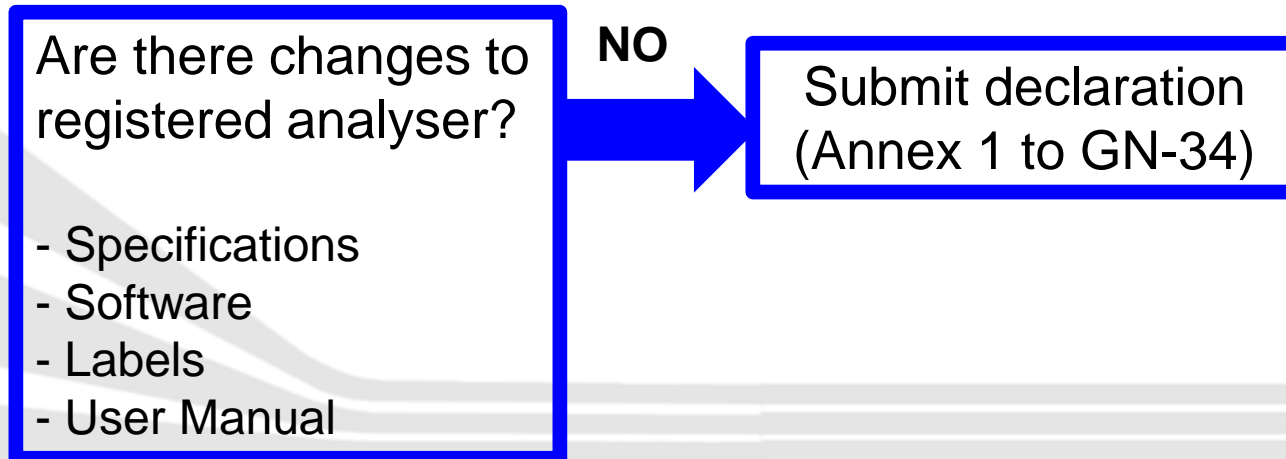 Are there changes to
registered analyser?
- Specifications
- Software
- Labels
- User Manual
NO
Submit declaration
(Annex 1 to GN-34)